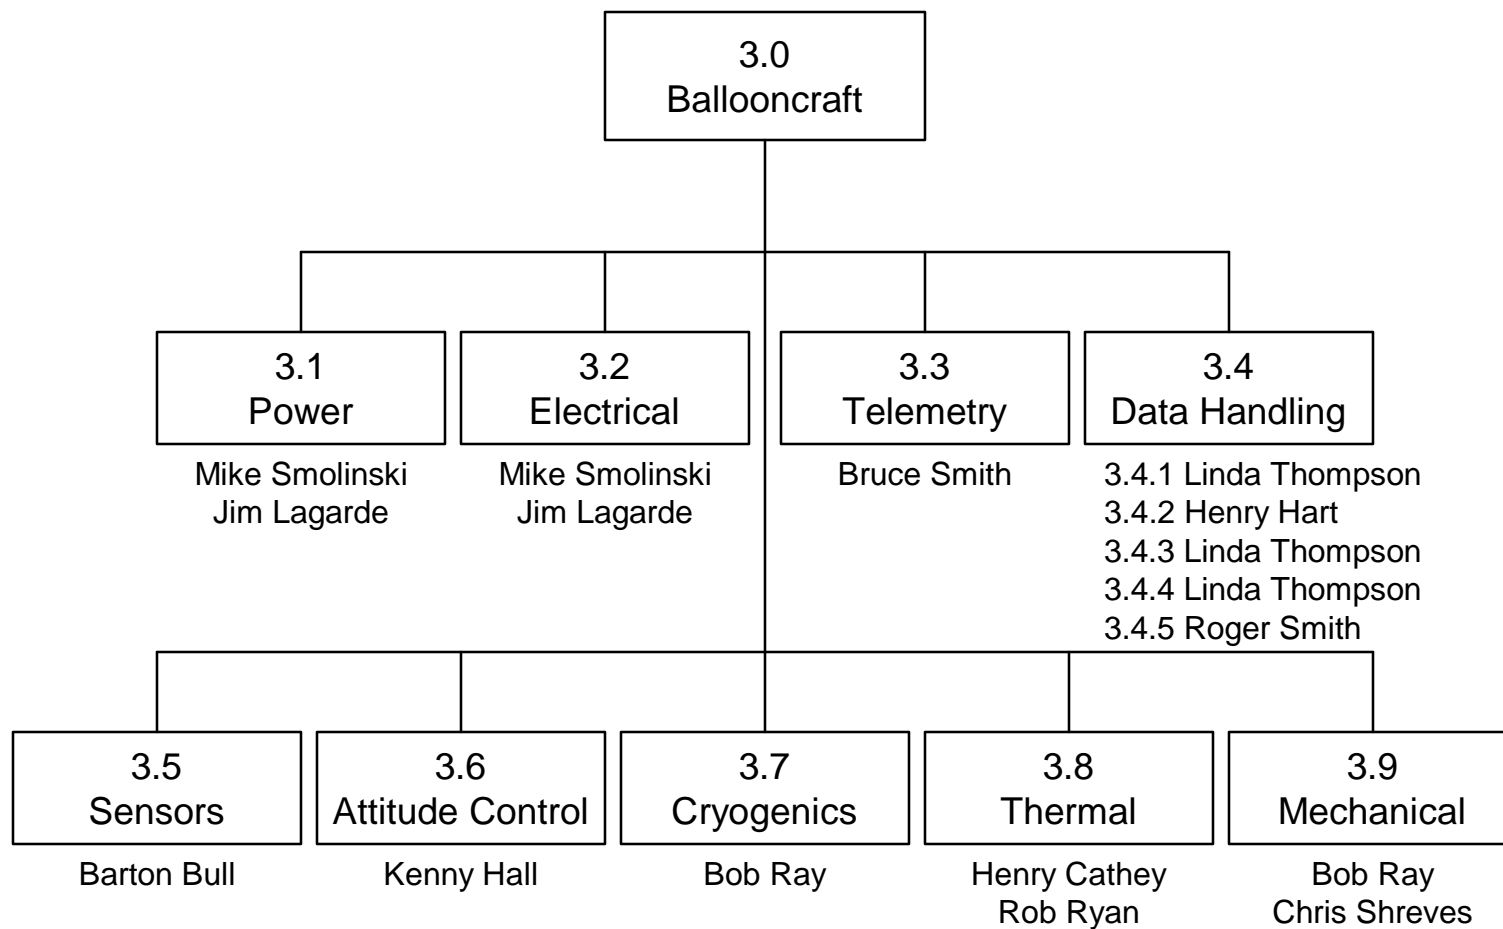 3.0
Ballooncraft
3.1
Power
Mike Smolinski
Jim Lagarde
3.2
Electrical
Mike Smolinski
Jim Lagarde
3.3
Telemetry
Bruce Smith
3.4
Data Handling
3.4.1 Linda Thompson
3.4.2 Henry Hart
3.4.3 Linda Thompson
3.4.4 Linda Thompson
3.4.5 Roger Smith
3.5
Sensors
Barton Bull
3.6
Attitude Control
Kenny Hall
3.7
Cryogenics
Bob Ray
3.8
Thermal
Henry Cathey
Rob Ryan
3.9
Mechanical
Bob Ray
Chris Shreves